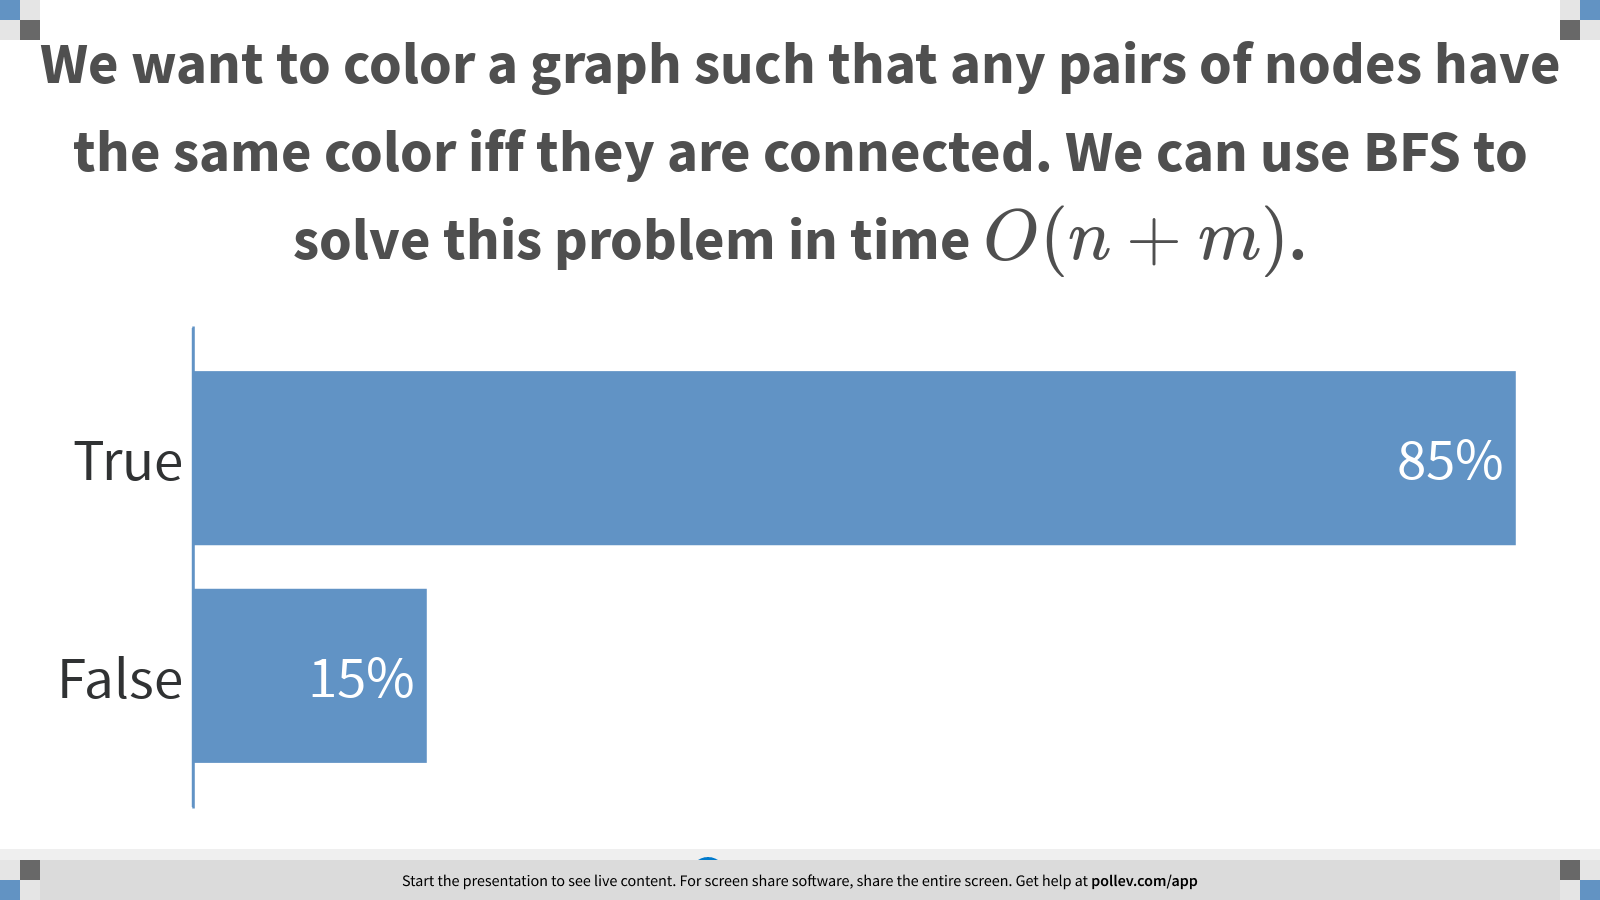 We want to color a graph such that any pairs of nodes have
the same color iff they are connected. We can use BFS to
solve this problem in time O(n + m).
True
85%
False
15%
Start the presentation to see live content. For screen share software, share the entire screen. Get help at pollev.com/app